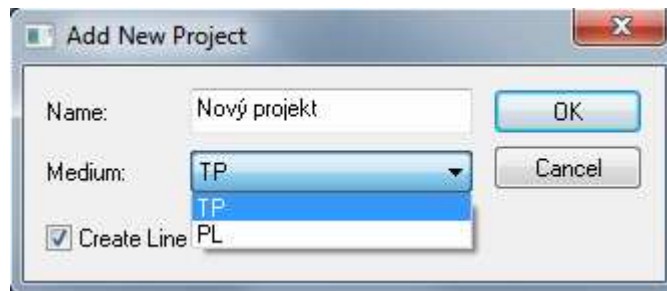 Add New Project
Name: Nový projekt OK
Medium: TP Cancel
TP
Create Line PL